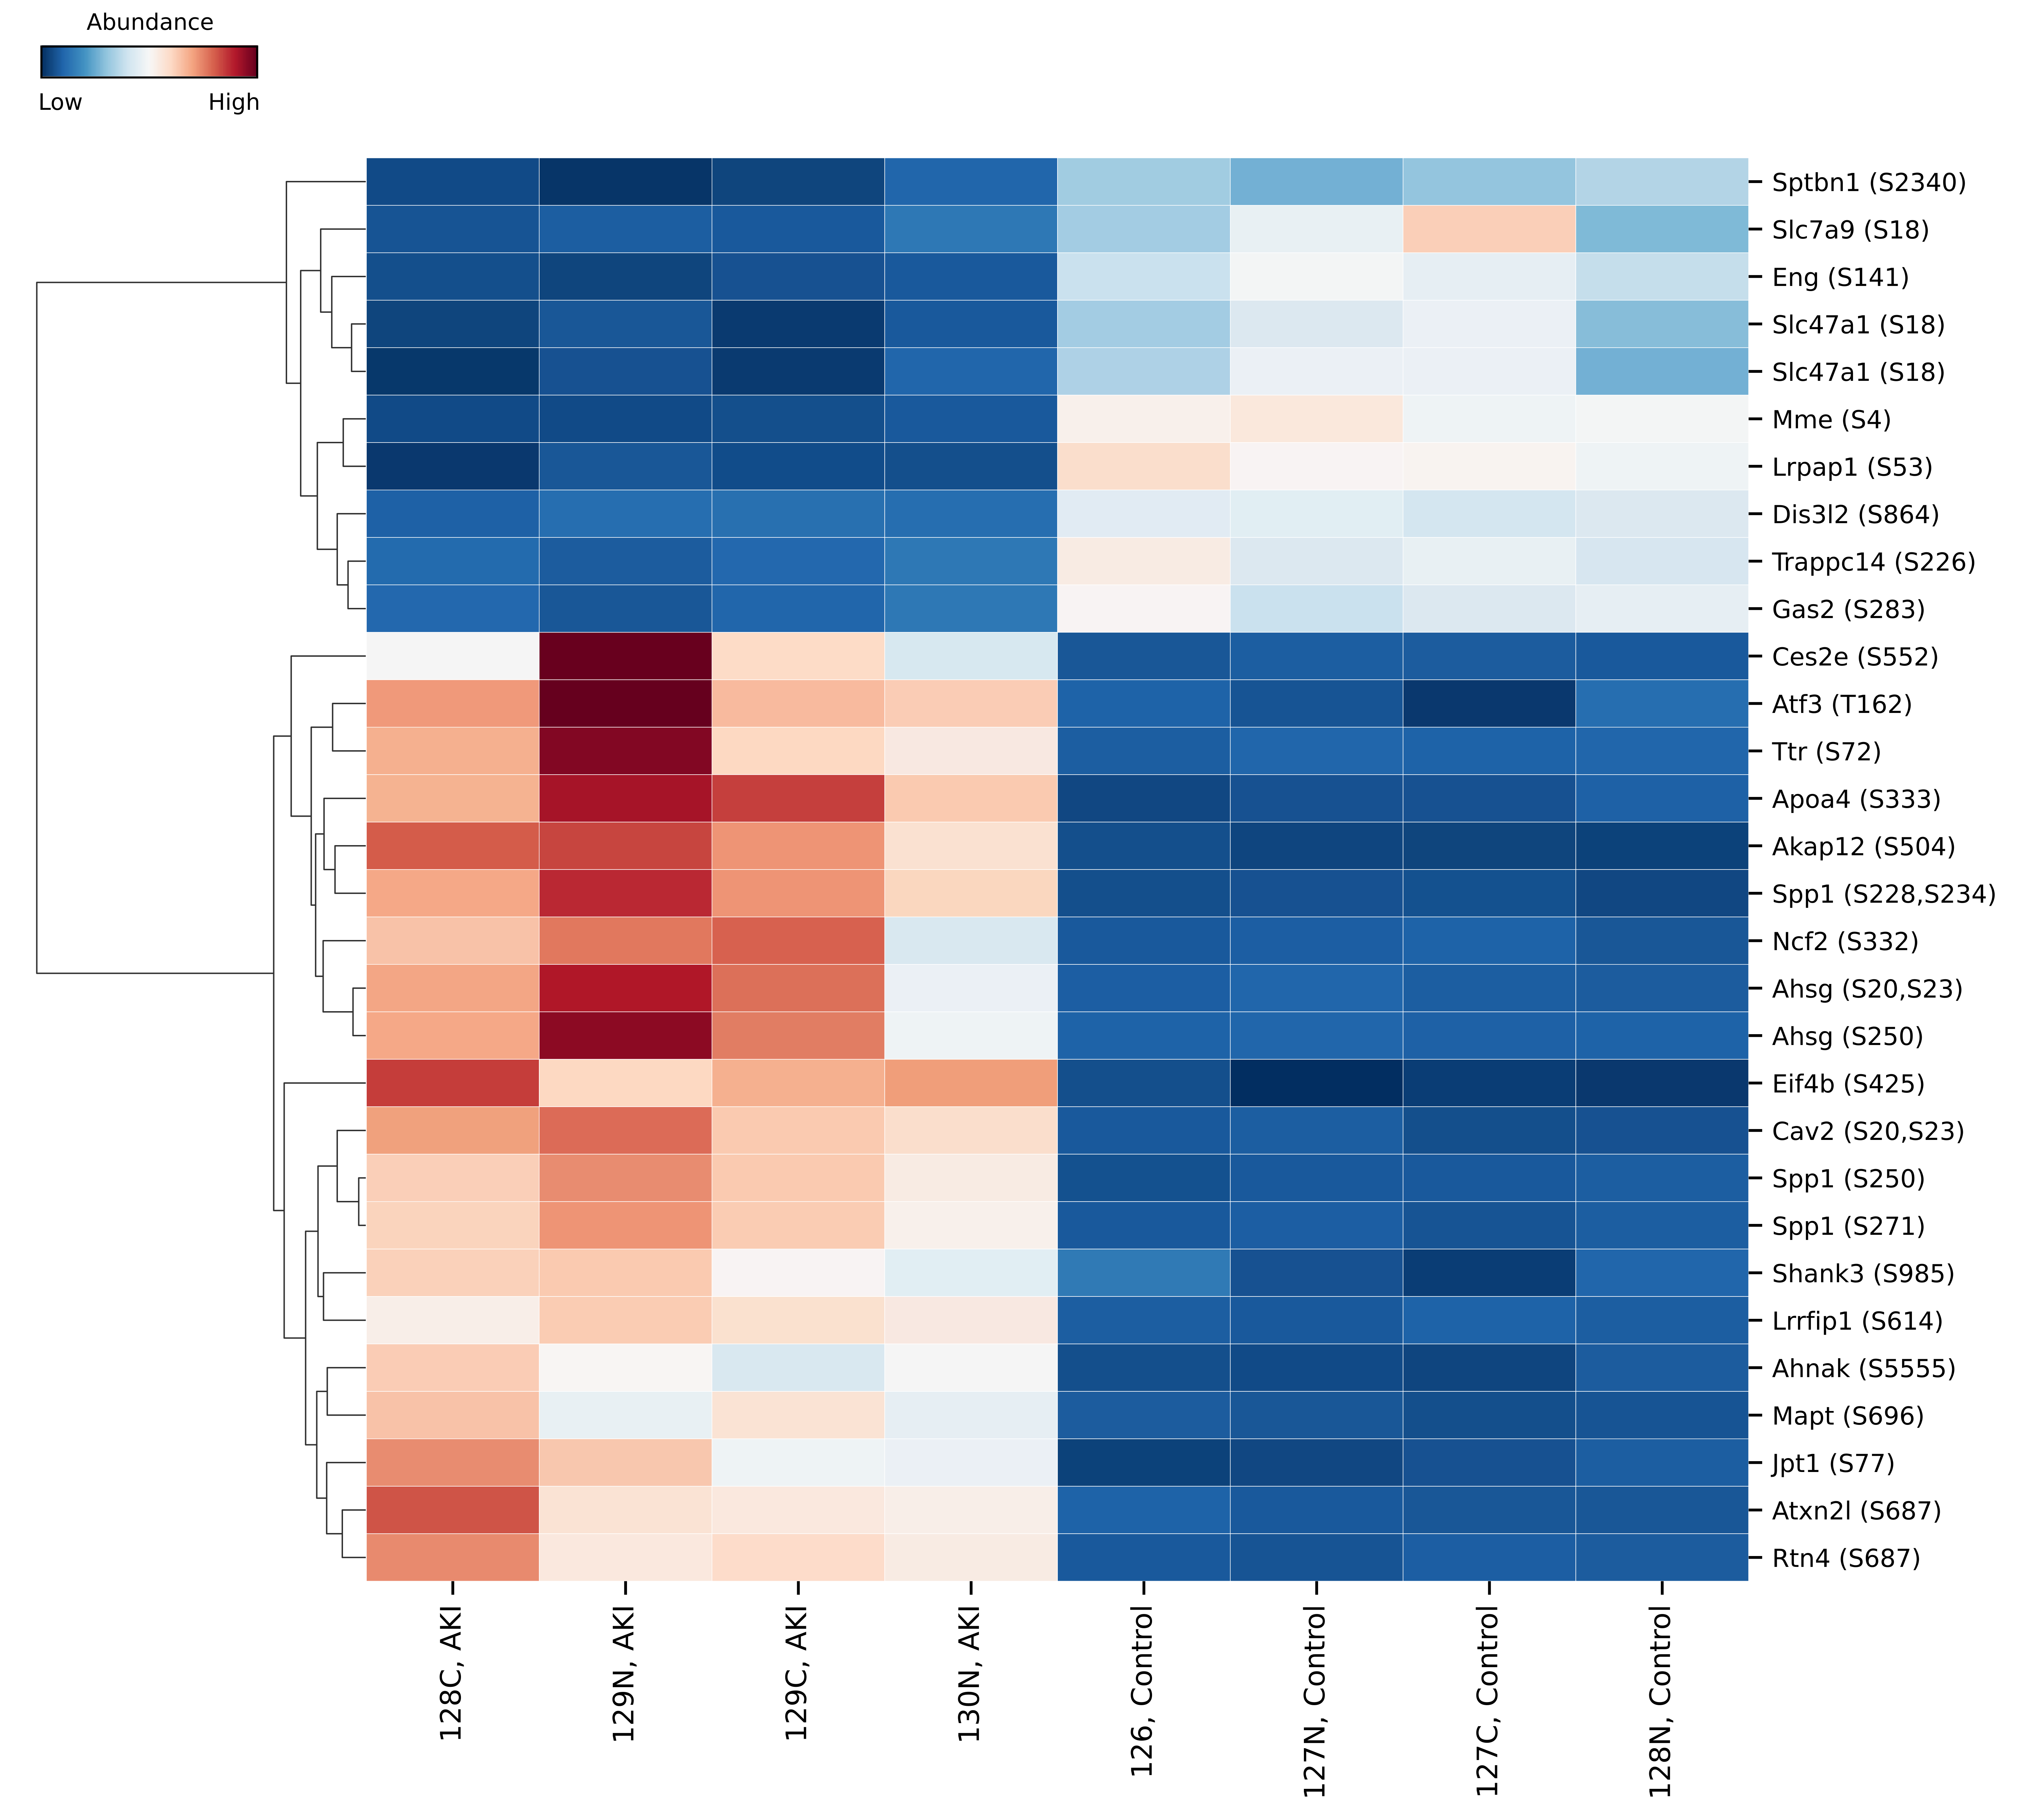 Abundance
Low High
Sptbn1 (S2340)
Slc7a9 (S18)
Eng (S141)
Slc47a1 (S18)
Slc47a1 (S18)
Mme (S4)
Lrpap1 (S53)
Dis3l2 (S864)
Trappc14 (S226)
Gas2 (S283)
Ces2e (S552)
Atf3 (T162)
Ttr (S72)
Apoa4 (S333)
Akap12 (S504)
Spp1 (S228,S234)
Ncf2 (S332)
Ahsg (S20,S23)
Ahsg (S250)
Eif4b (S425)
Cav2 (S20,S23)
Spp1 (S250)
Spp1 (S271)
Shank3 (S985)
Lrrfip1 (S614)
Ahnak (S5555)
Mapt (S696)
Jpt1 (S77)
Atxn2l (S687)
Rtn4 (S687)
128C, AKI
129N, AKI
129C, AKI
130N, AKI
126, Control
127N, Control
127C, Control
128N, Control